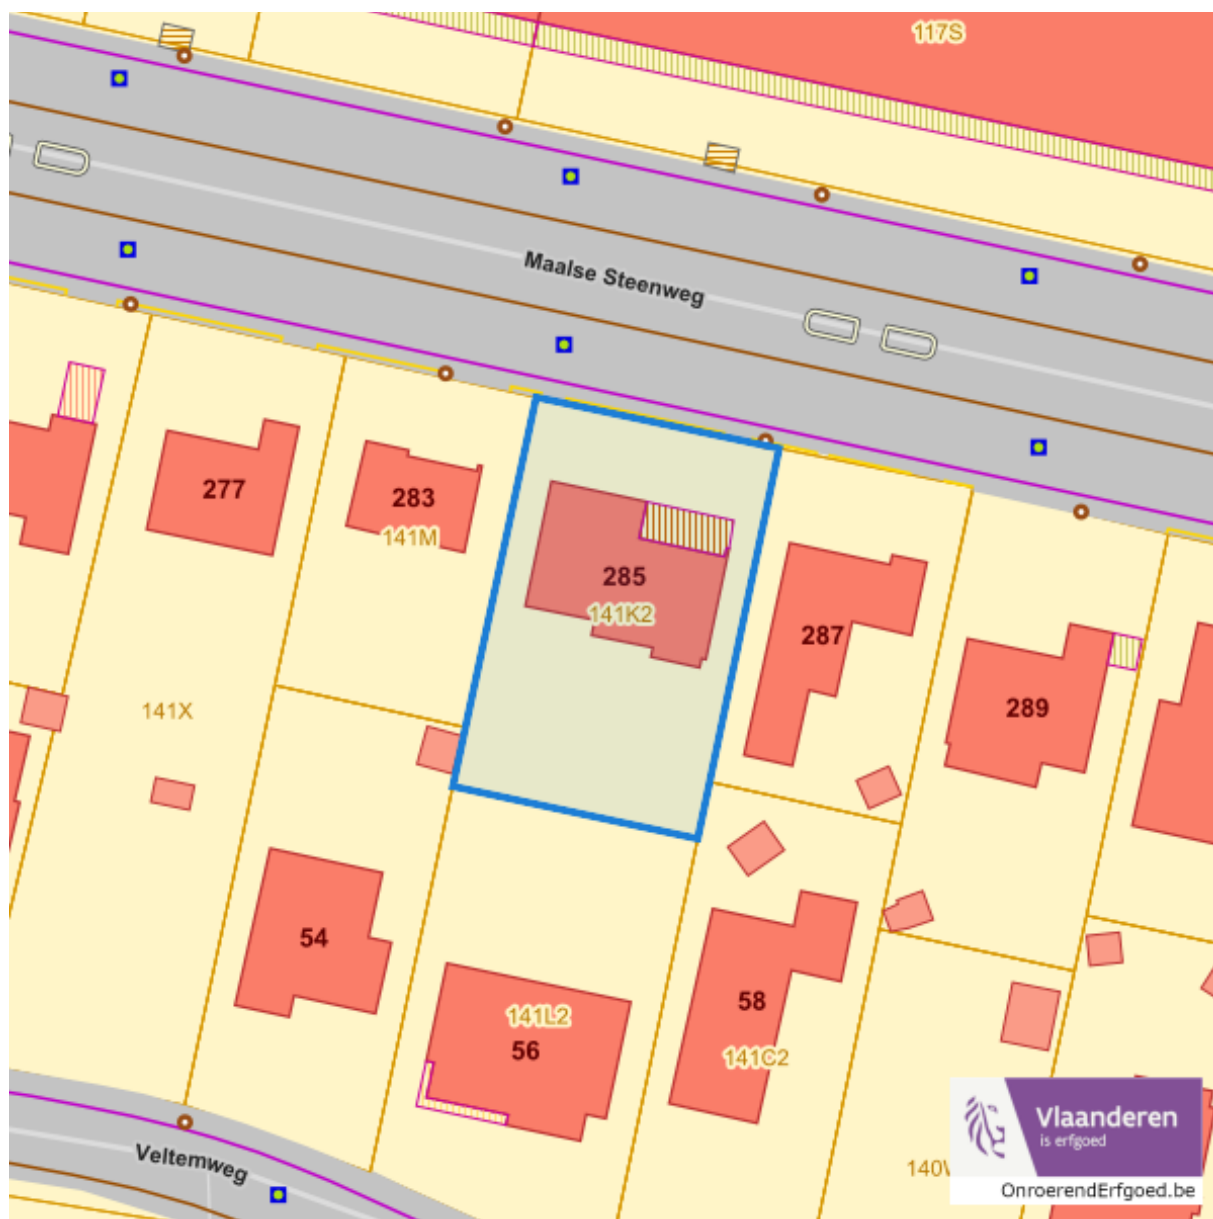 117S
Maalse Steenweg
277
283
141M
285
141K2
287
289
141X
54
141L2
56
58
141C2
Veltemweg
Vlaanderen
is erfgoed
OnroerendErfgoed.be